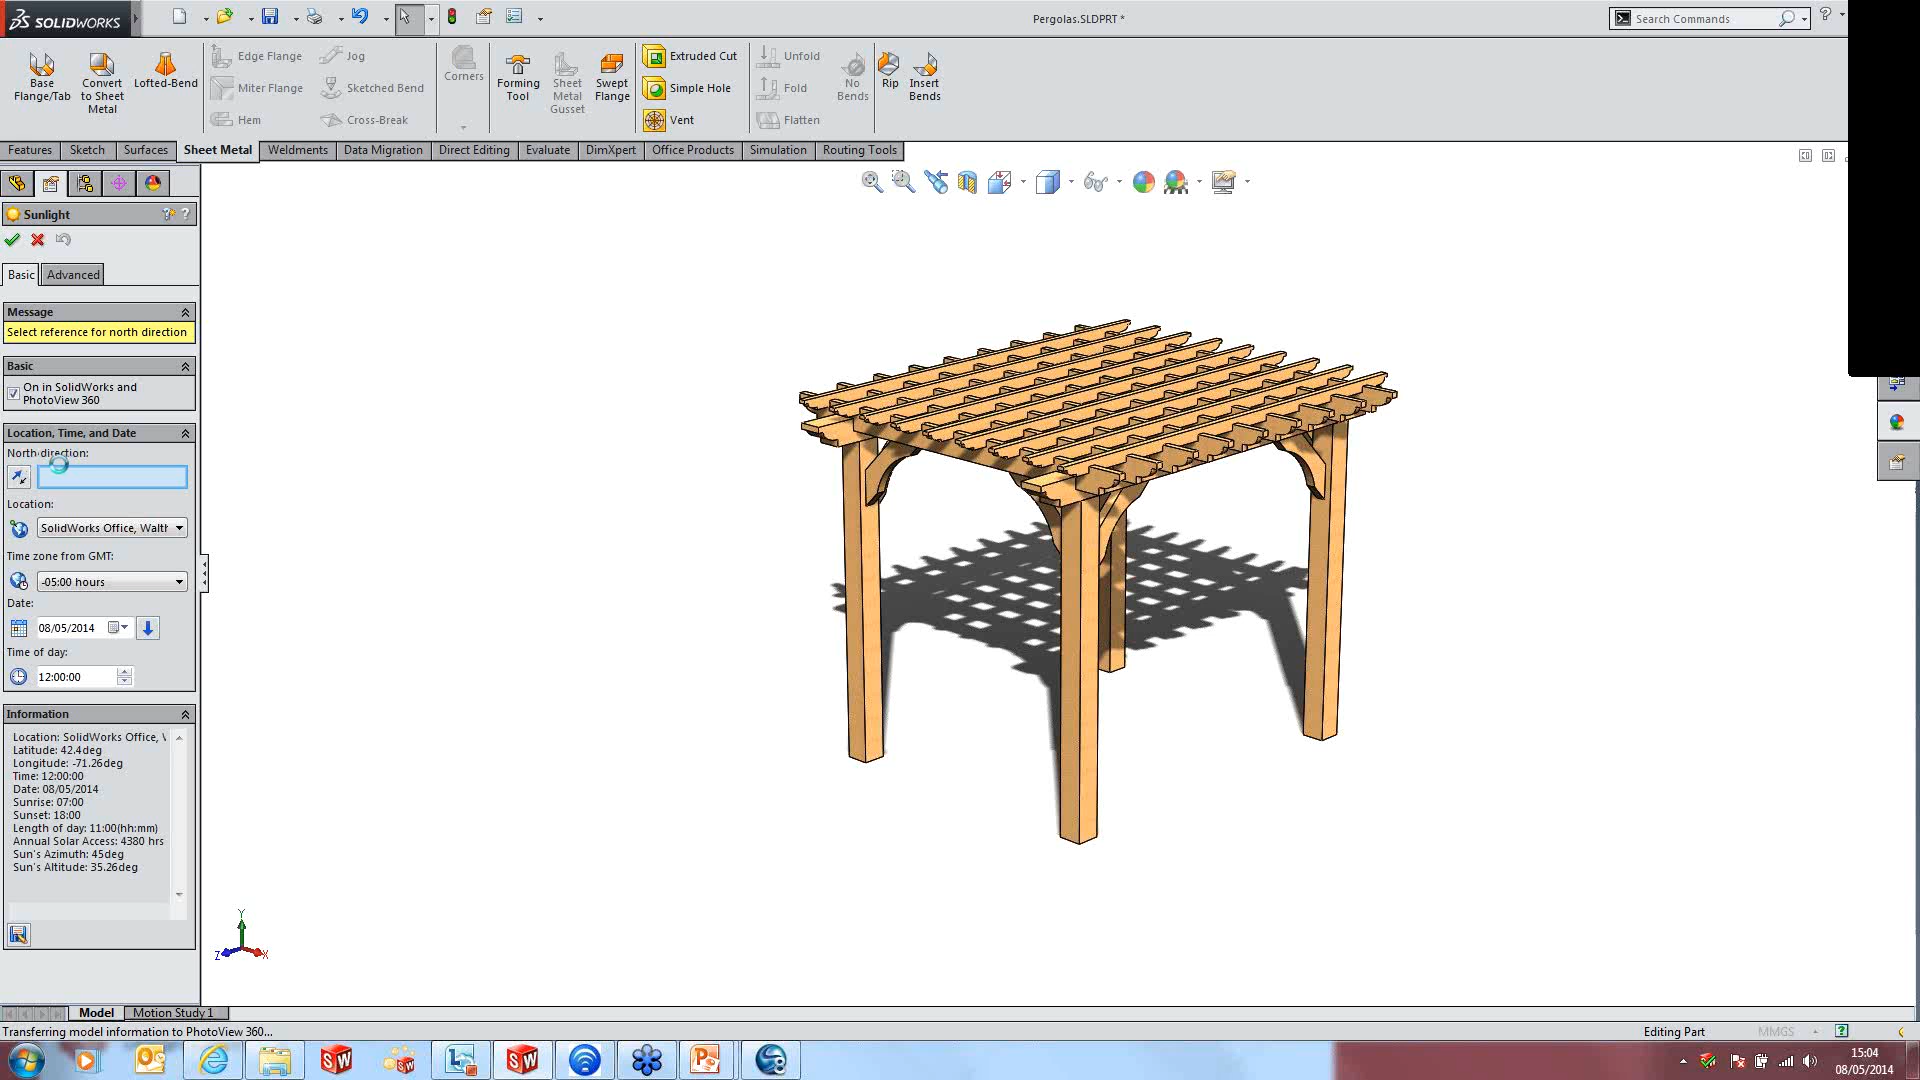 SOLIDWORKS
Pergolas.SLDPRT *
Search Commands
Base
Flange/Tab
Convert
to Sheet
Metal
Lofted-Bend
Edge Flange
Miter Flange
Hem
Jog
Sketched Bend
Cross-Break
Corners
Forming
Tool
Sheet
Metal
Gusset
Swept
Flange
Extruded Cut
Simple Hole
Vent
Unfold
Fold
Flatten
No
Bends
Rip
Insert
Bends
Features
Sketch
Surfaces
Sheet Metal
Weldments
Data Migration
Direct Editing
Evaluate
DimXpert
Office Products
Simulation
Routing Tools
Sunlight
Basic
Advanced
Message
Select reference for north direction
Basic
On in SolidWorks and
PhotoView 360
Location, Time, and Date
North direction:
Location:
SolidWorks Office, Walth
Time zone from GMT:
-05:00 hours
Date:
08/05/2014
Time of day:
12:00:00
Information
Location: SolidWorks Office, W
Latitude: 42.4deg
Longitude: -71.26deg
Time: 12:00:00
Date: 08/05/2014
Sunrise: 07:00
Sunset: 18:00
Length of day: 11:00(hh:mm)
Annual Solar Access: 4380 hrs
Sun's Azimuth: 45deg
Sun's Altitude: 35.26deg
Y
Z
X
Model
Motion Study 1
Transferring model information to PhotoView 360...
Editing Part
MMGS
SW
SW
SW
15:04
08/05/2014